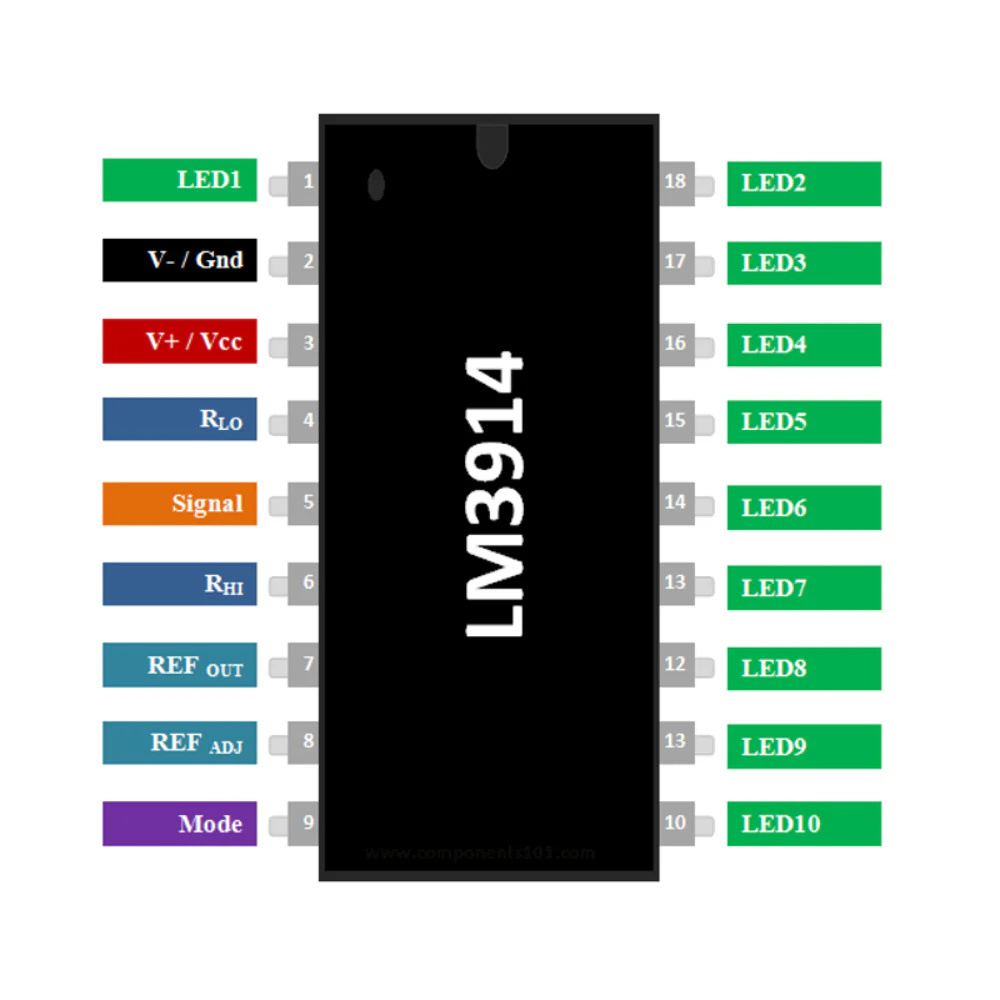 LED1 1 18 LED2
V- / Gnd 2 17 LED3
V+ / Vcc 3 16 LED4
RLO 4 15 LED5
Signal 5 14 LED6
RHI 6 13 LED7
REF OUT 7 12 LED8
REF ADJ 8 13 LED9
Mode 9 10 LED10
LM3914
www.components101.com